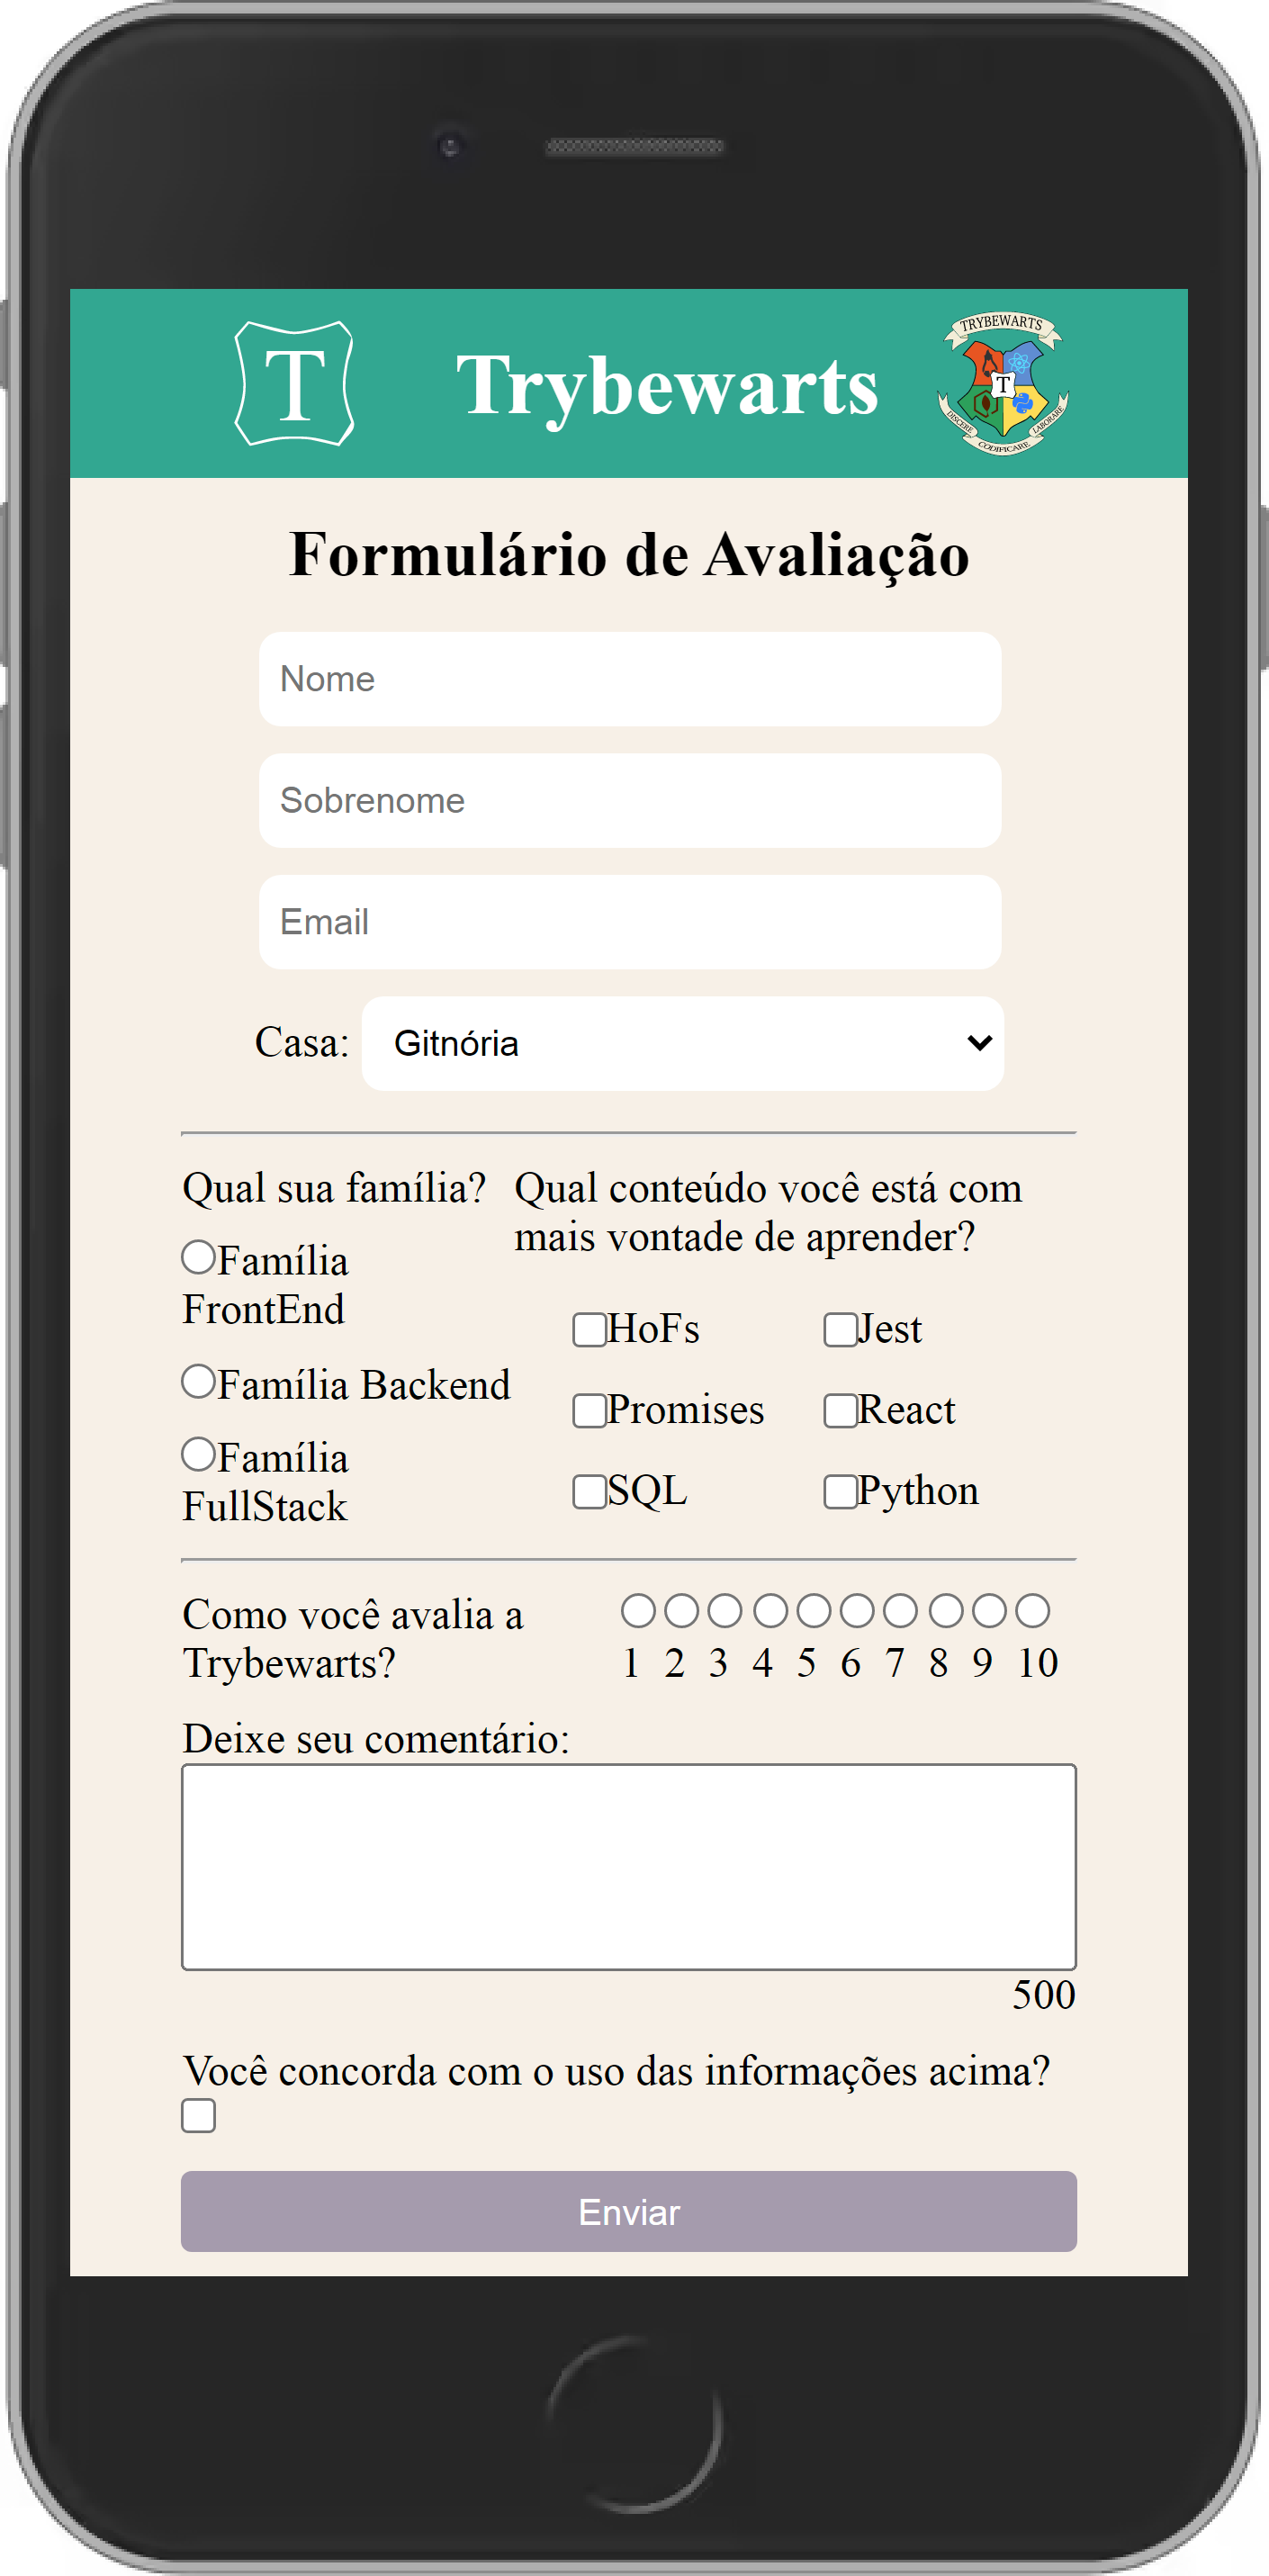 T
Trybewarts
TRYBEWARTS
T
DISCERE
CODIFICARE
LABORARE
Formulário de Avaliação
Nome
Sobrenome
Email
Casa: Gitnória
Qual sua família?
Família
FrontEnd
Família Backend
Família
FullStack
Qual conteúdo você está com
mais vontade de aprender?
HoFs Jest
Promises React
SQL Python
Como você avalia a
Trybewarts?
1 2 3 4 5 6 7 8 9 10
Deixe seu comentário:
500
Você concorda com o uso das informações acima?
Enviar